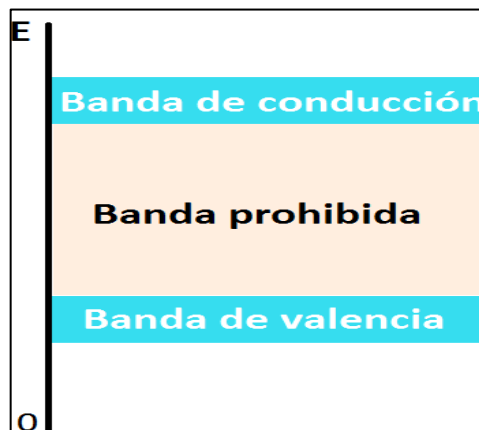 E
Banda de conducción
Banda prohibida
Banda de valencia
O